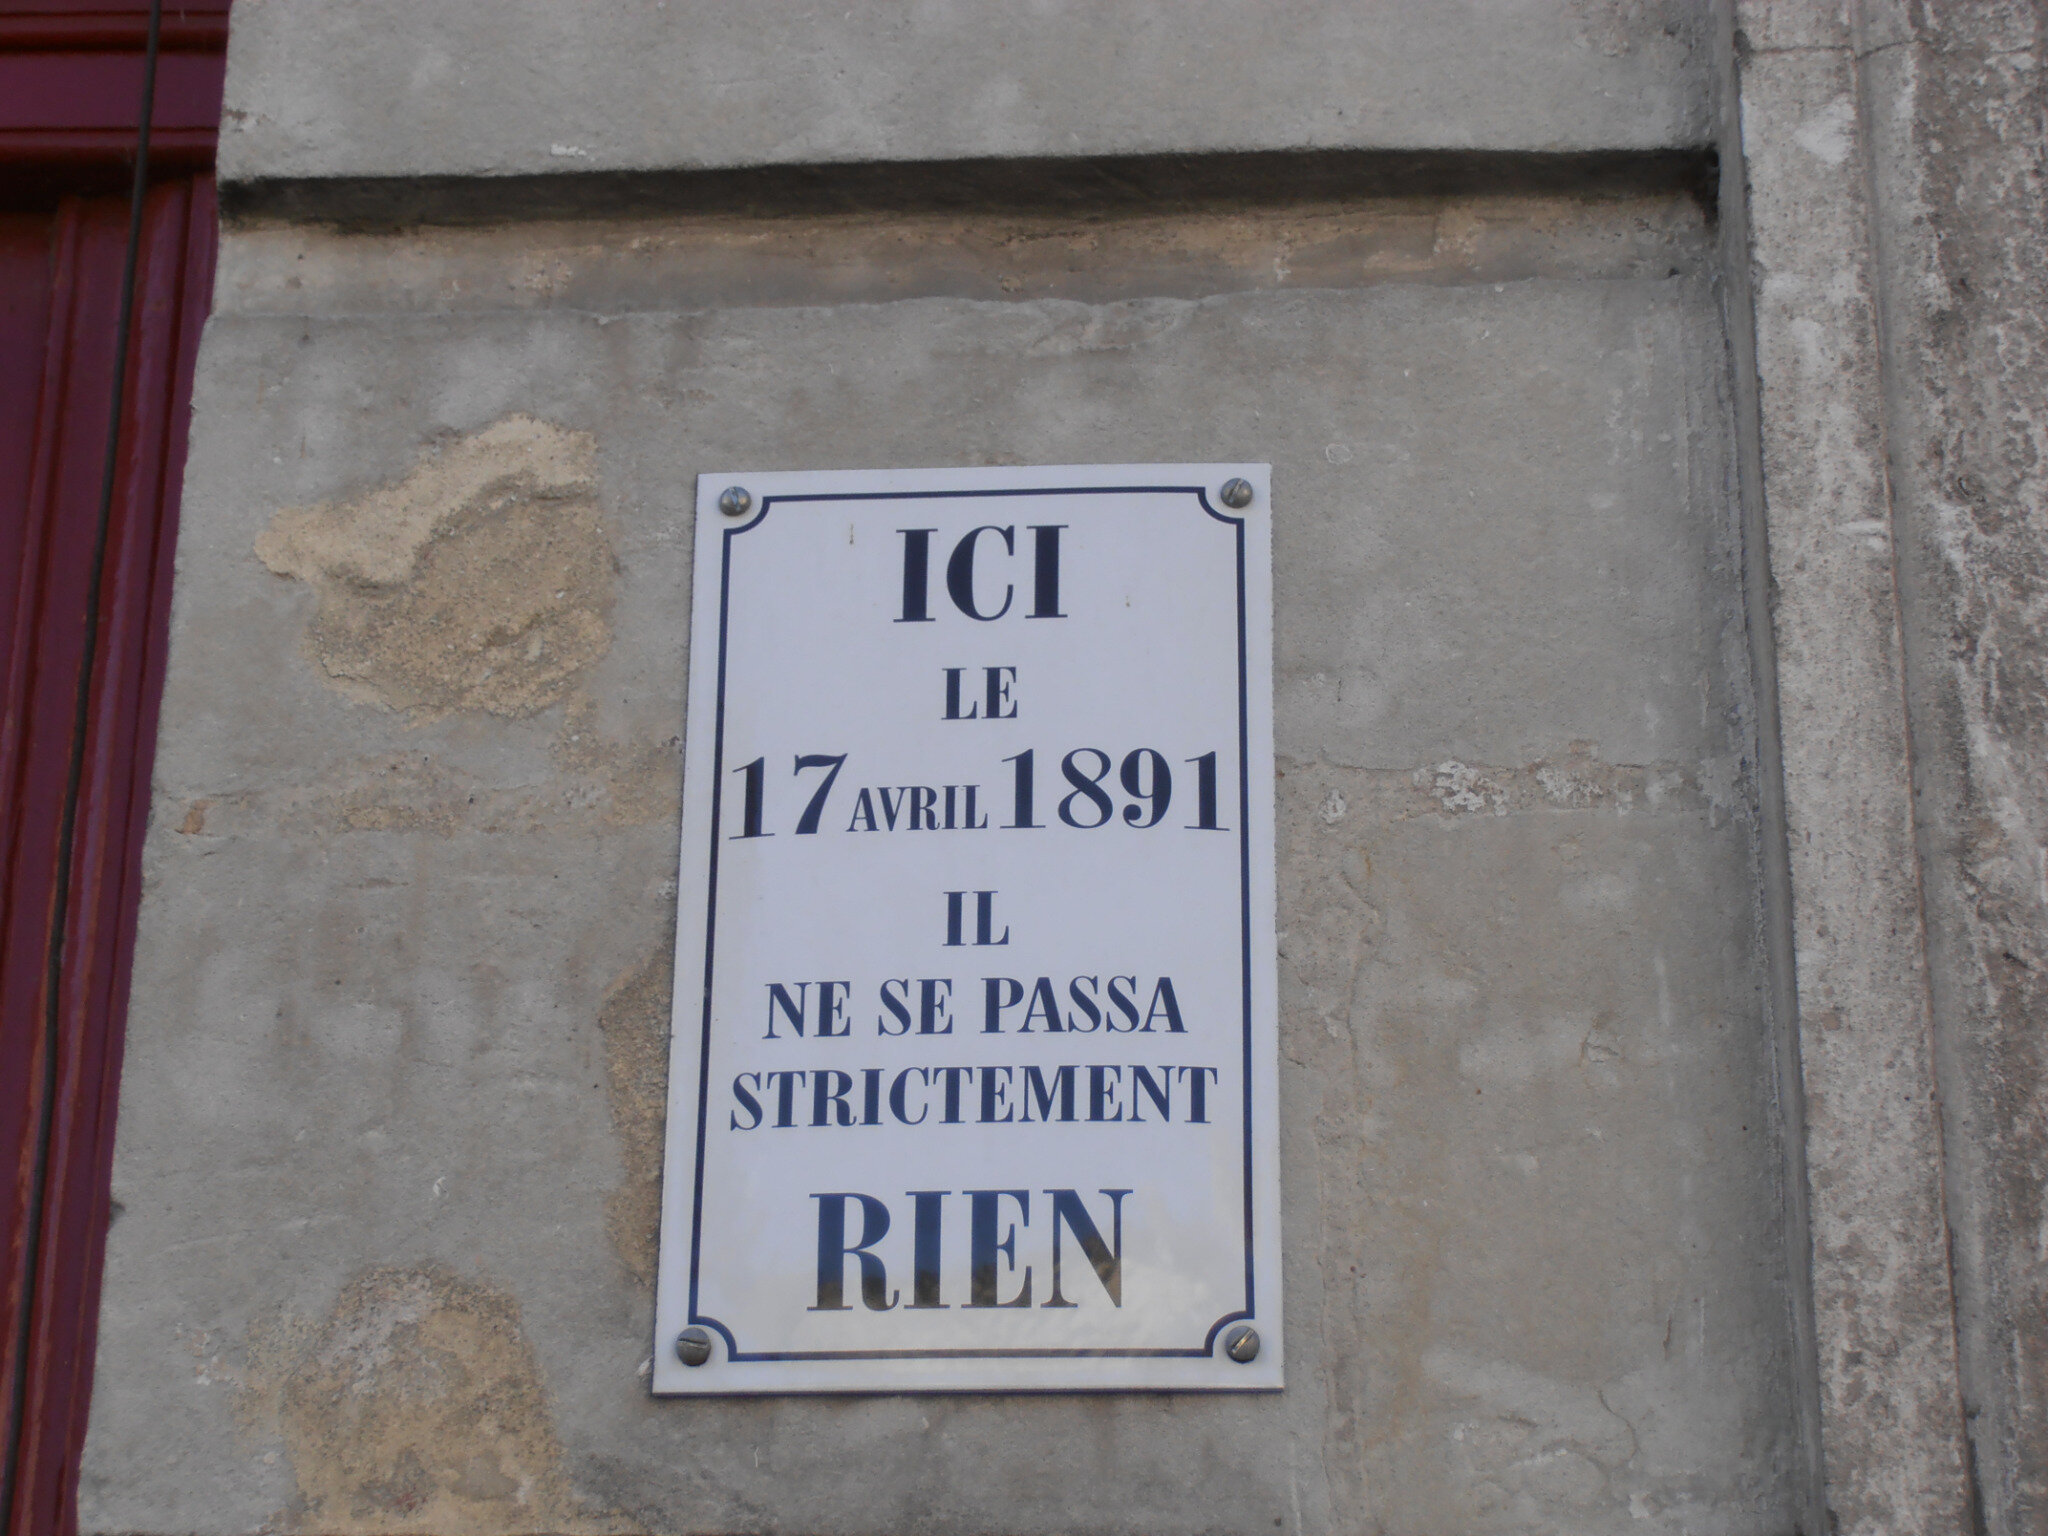 ICI
LE
17 AVRIL 1891
IL
NE SE PASSA
STRICTEMENT
RIEN